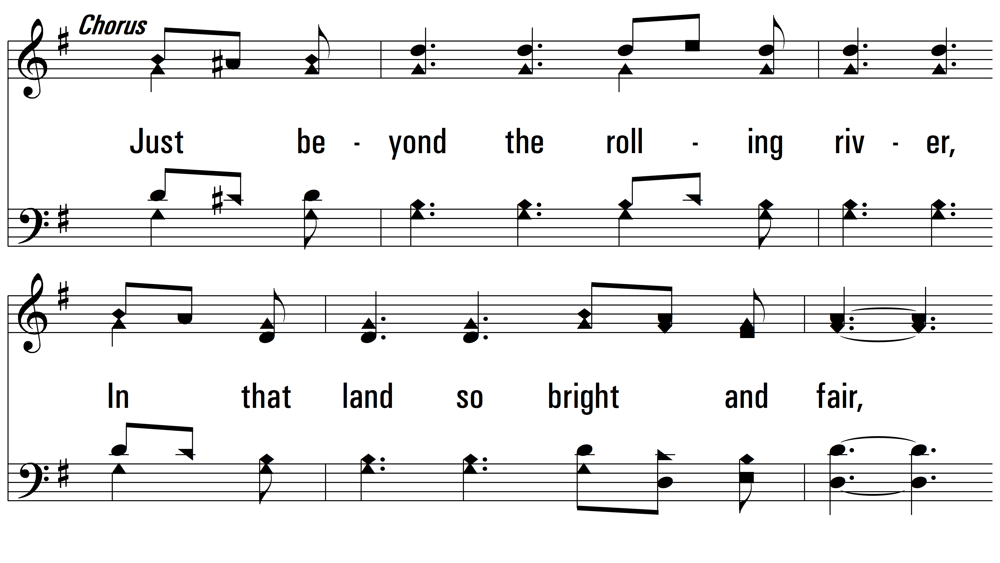 Chorus
Just be - yond the roll - ing riv - er,
In that land so bright and fair,